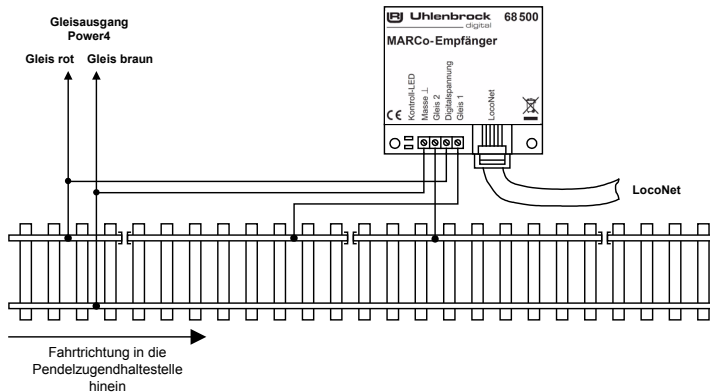 Gleisausgang
Power4
Gleis rot Gleis braun
Uhlenbrock
digital
68 500
MARCo-Empfänger
CE
Kontroll-LED
Masse ⊥
Gleis 2
Digitalspannung
Gleis 1
LocoNet
LocoNet
Fahrtrichtung in die
Pendelzugendhaltestelle
hinein